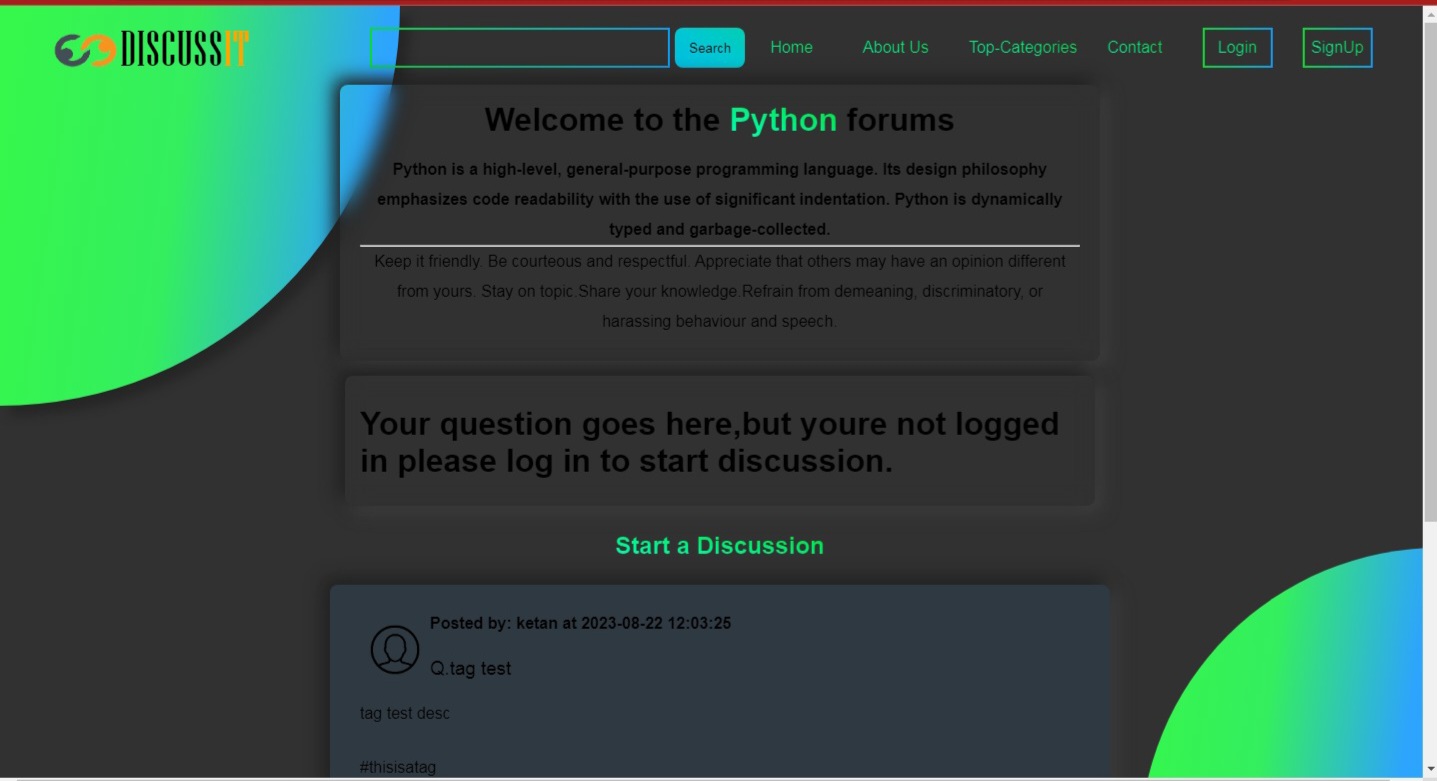 DISCUSSIT
Search
Home
About Us
Top-Categories
Contact
Login
SignUp
Welcome to the Python forums
Python is a high-level, general-purpose programming language. Its design philosophy
emphasizes code readability with the use of significant indentation. Python is dynamically
typed and garbage-collected.
Keep it friendly. Be courteous and respectful. Appreciate that others may have an opinion different
from yours. Stay on topic.Share your knowledge.Refrain from demeaning, discriminatory, or
harassing behaviour and speech.
Your question goes here,but youre not logged
in please log in to start discussion.
Start a Discussion
Posted by: ketan at 2023-08-22 12:03:25
Q.tag test
tag test desc
#thisisatag